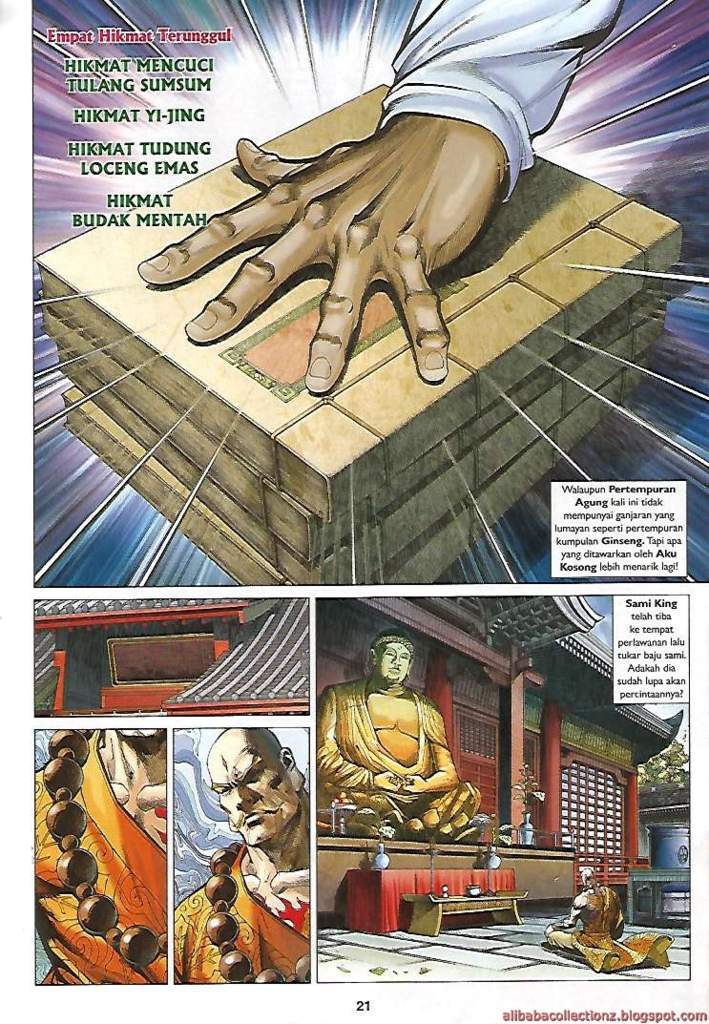 Empat Hikmat Terunggul
HIKMAT MENCUCI
TULANG SUMSUM
HIKMAT YI-JING
HIKMAT TUDUNG
LOCENG EMAS
HIKMAT
BUDAK MENTAH
Walaupun Pertempuran
Agung kali ini tidak
mempunyai ganjaran yang
lumayan seperti pertempuran
kumpulan Ginseng. Tapi apa
yang ditawarkan oleh Aku
Kosong lebih menarik lagi!
Sami King
telah tiba
ke tempat
perlawanan lalu
tukar baju sami.
Adakah dia
sudah lupa akan
percintaannya?
21
alibabacollectionz.blogspot.com